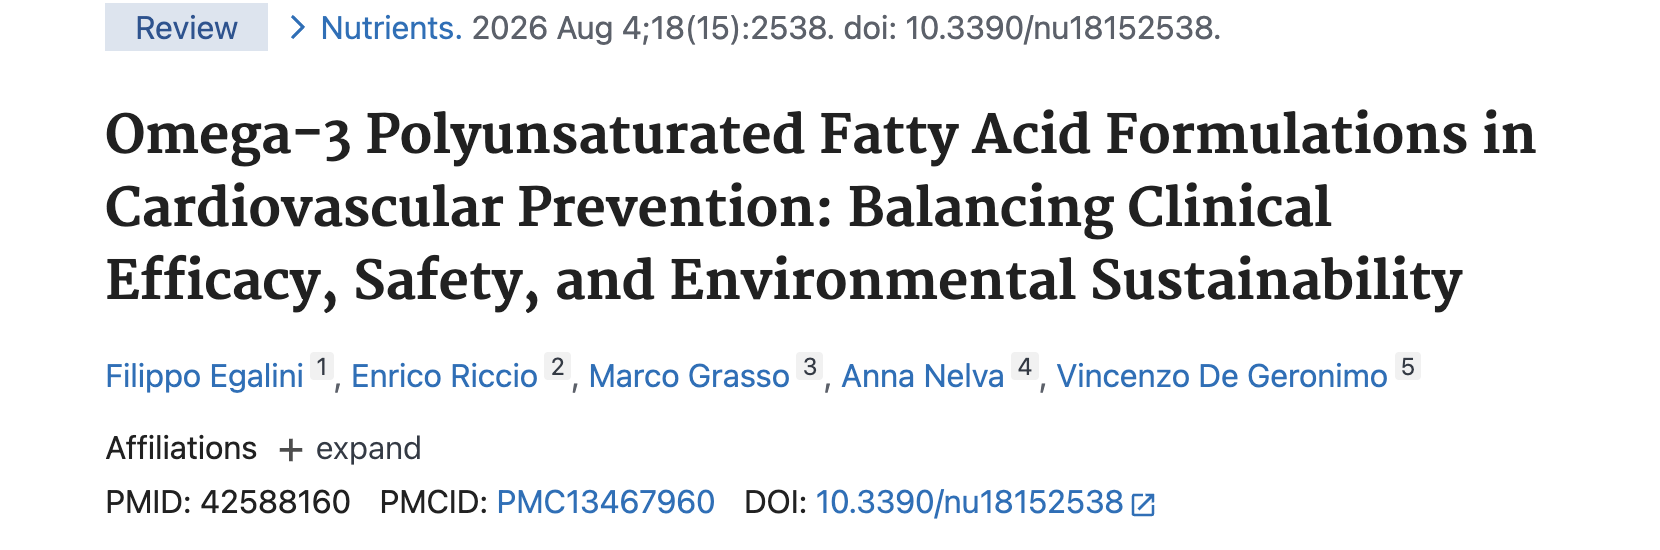 Review > Nutrients. 2026 Aug 4;18(15):2538. doi: 10.3390/nu18152538.
Omega-3 Polyunsaturated Fatty Acid Formulations in
Cardiovascular Prevention: Balancing Clinical
Efficacy, Safety, and Environmental Sustainability
Filippo Egalini 1, Enrico Riccio 2, Marco Grasso 3, Anna Nelva 4, Vincenzo De Geronimo 5
Affiliations + expand
PMID: 42588160 PMCID: PMC13467960 DOI: 10.3390/nu18152538